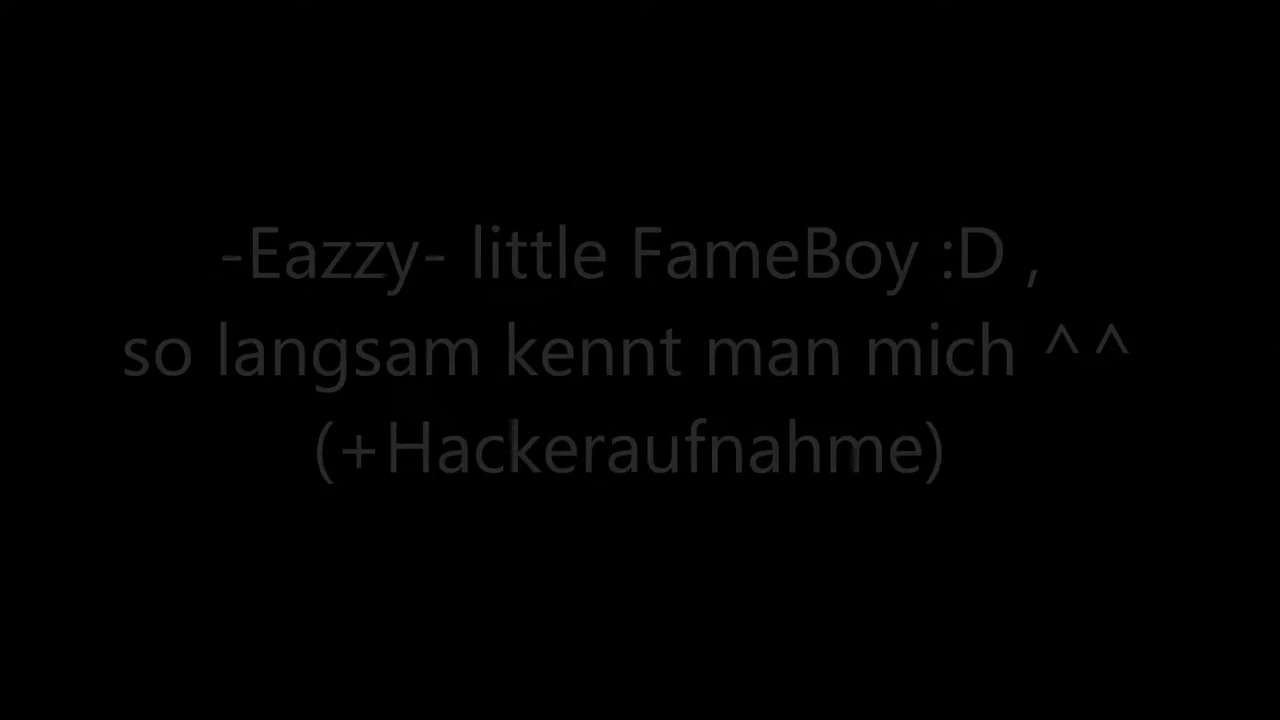 -Eazzy- little FameBoy :D ,
so langsam kennt man mich ^^
(+Hackeraufnahme)